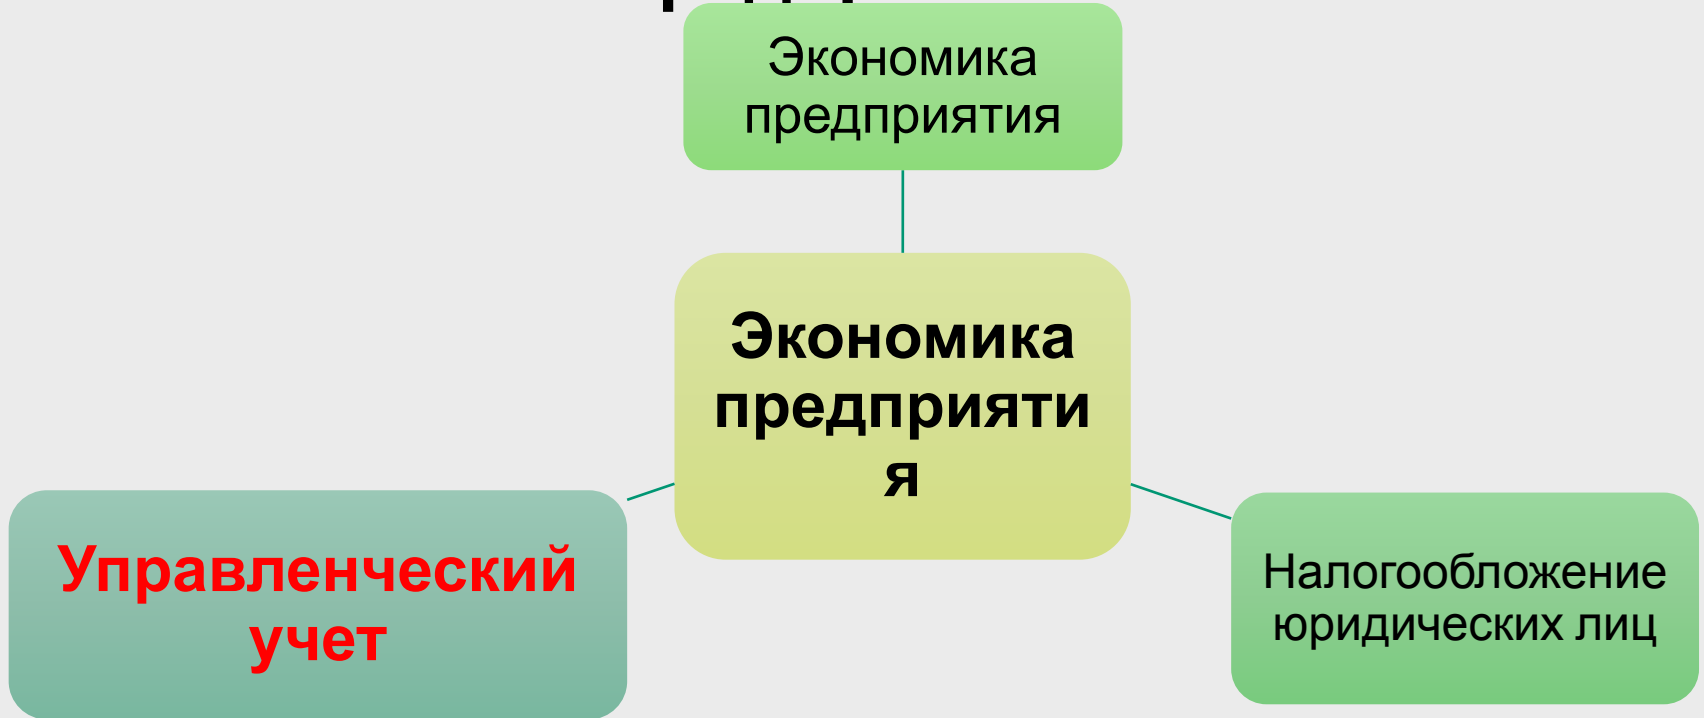 Экономика
предприятия
Экономика
предприяти
я
Управленческий
учет
Налогообложение
юридических лиц